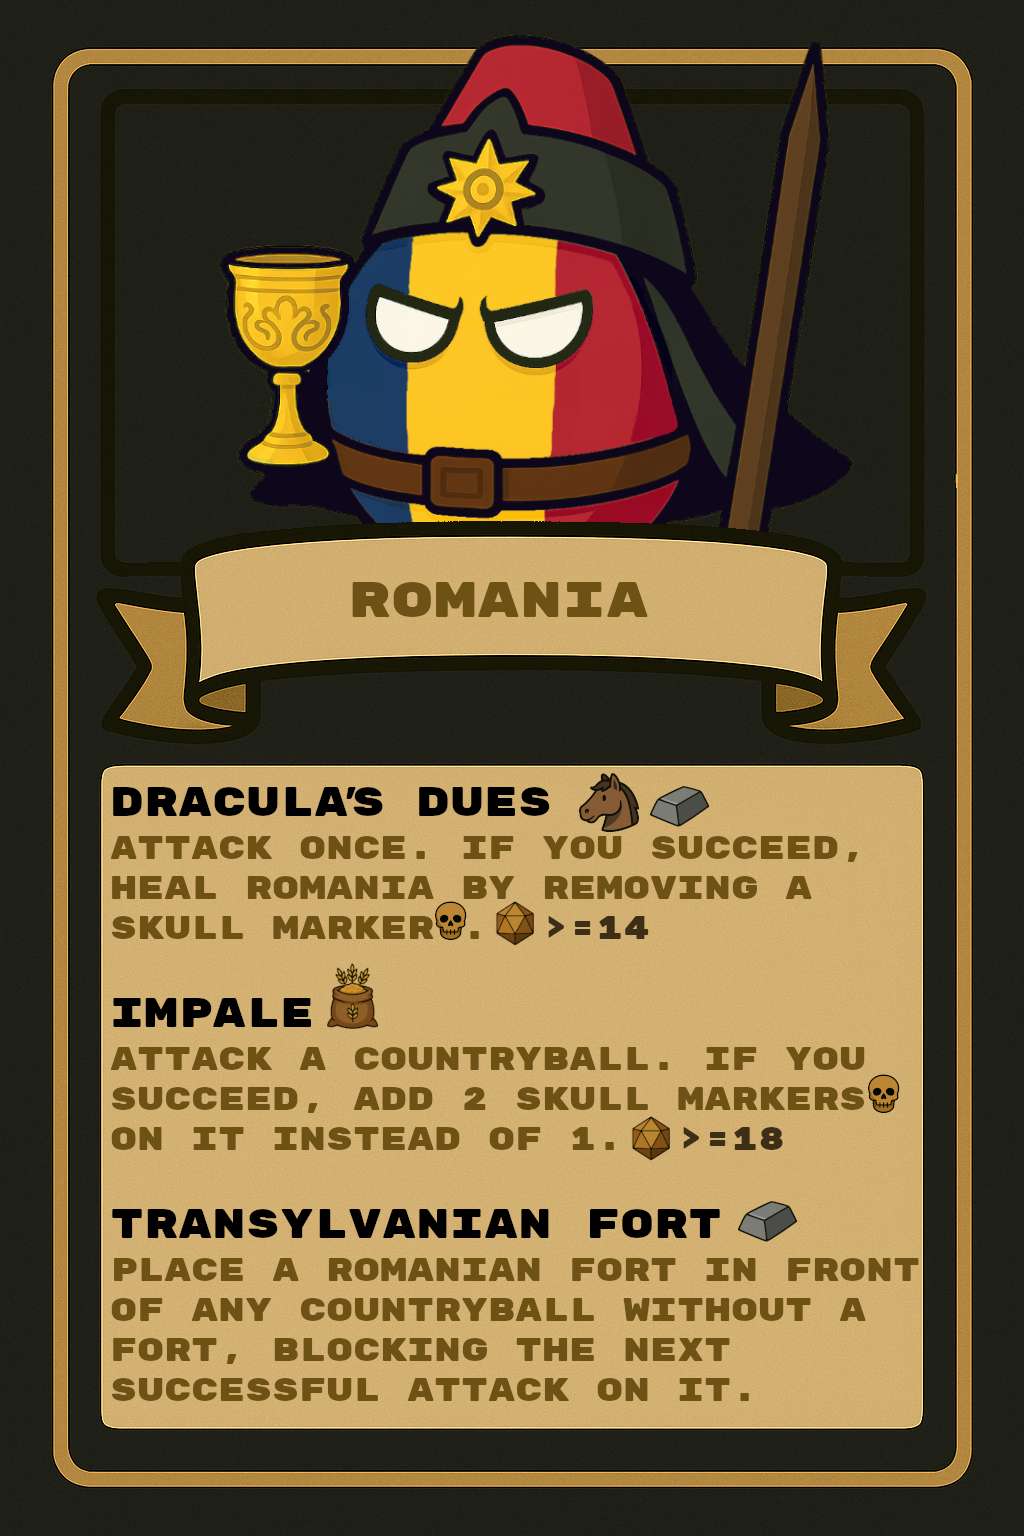 ROMANIA
DRACULA'S DUES
ATTACK ONCE. IF YOU SUCCEED,
HEAL ROMANIA BY REMOVING A
SKULL MARKER. >=14
IMPALE
ATTACK A COUNTRYBALL. IF YOU
SUCCEED, ADD 2 SKULL MARKERS
ON IT INSTEAD OF 1. >=18
TRANSYLVANIAN FORT
PLACE A ROMANIAN FORT IN FRONT
OF ANY COUNTRYBALL WITHOUT A
FORT, BLOCKING THE NEXT
SUCCESSFUL ATTACK ON IT.